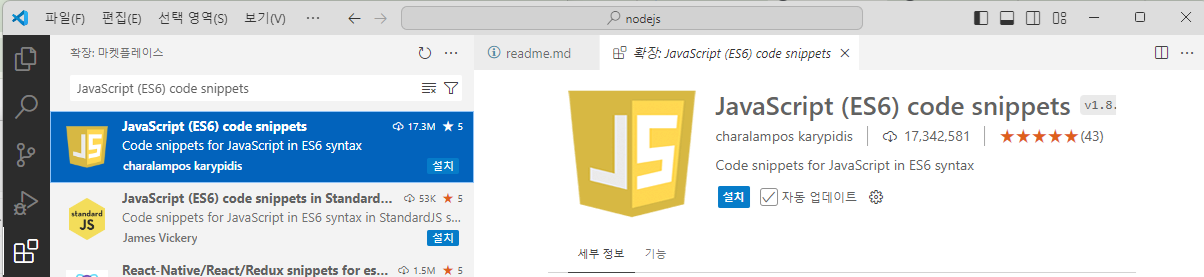 파일(F) 편집(E) 선택 영역(S) 보기(V) ··· nodejs
확장: 마켓플레이스
JavaScript (ES6) code snippets
JavaScript (ES6) code snippets 17.3M ★ 5
Code snippets for JavaScript in ES6 syntax
charalampos karypidis 설치
standard JS
JavaScript (ES6) code snippets in Standard... 53K ★ 5
Code snippets for JavaScript in ES6 syntax in StandardJS s...
James Vickery 설치
React-Native/React/Redux snippets for es... 1.5M ★ 5
readme.md 확장: JavaScript (ES6) code snippets
JS
JavaScript (ES6) code snippets v1.8.
charalampos karypidis 17,342,581 ★★★★★(43)
Code snippets for JavaScript in ES6 syntax
설치 자동 업데이트
세부 정보 기능